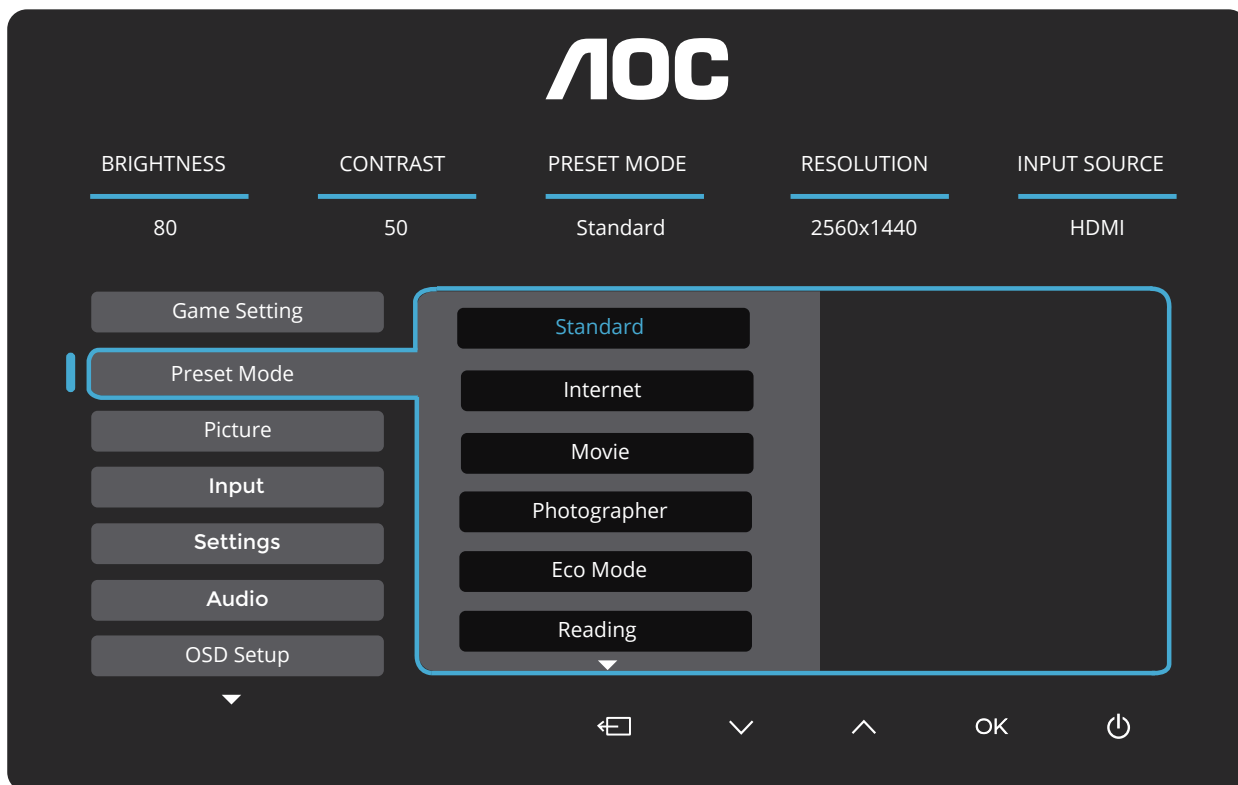 AOC
BRIGHTNESS CONTRAST PRESET MODE RESOLUTION INPUT SOURCE
80 50 Standard 2560x1440 HDMI
Game Setting
Preset Mode
Picture
Input
Settings
Audio
OSD Setup
Standard
Internet
Movie
Photographer
Eco Mode
Reading
OK